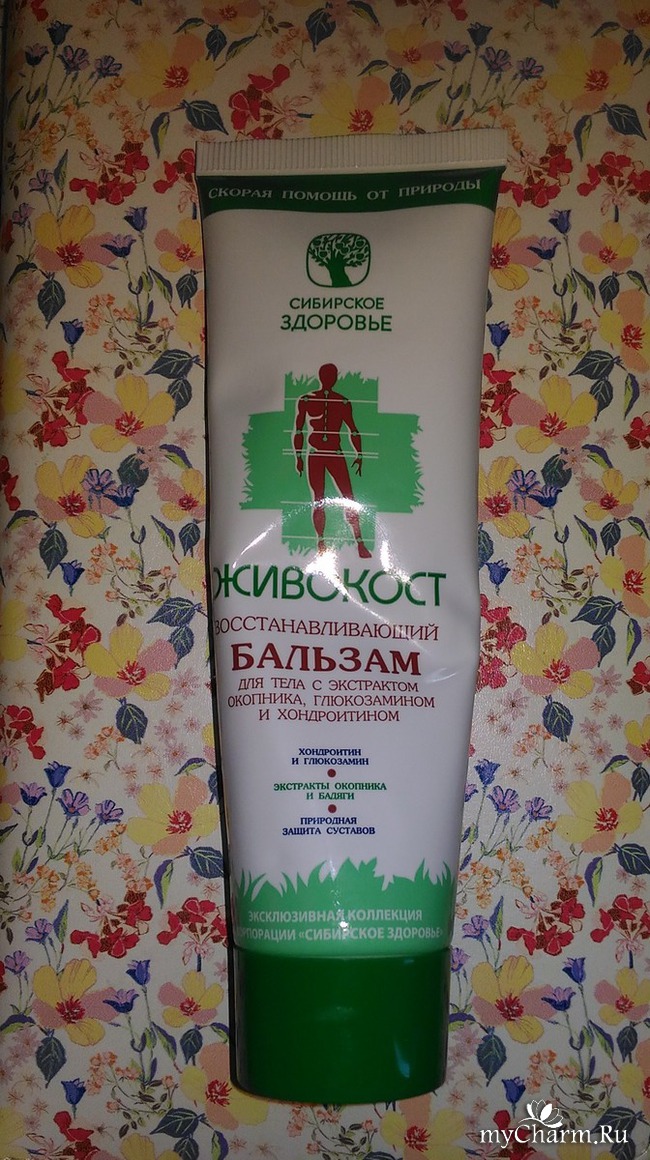 СКОРАЯ ПОМОЩЬ ОТ ПРИРОДЫ
СИБИРСКОЕ
ЗДОРОВЬЕ
ЖИВОКОСТ
ВОССТАНАВЛИВАЮЩИЙ
БАЛЬЗАМ
ДЛЯ ТЕЛА С ЭКСТРАКТОМ
ОКОПНИКА, ГЛЮКОЗАМИНОМ
И ХОНДРОИТИНОМ
ХОНДРОИТИН
И ГЛЮКОЗАМИН
ЭКСТРАКТЫ ОКОПНИКА
И БАДЯГИ
ПРИРОДНАЯ
ЗАЩИТА СУСТАВОВ
ЭКСКЛЮЗИВНАЯ КОЛЛЕКЦИЯ
КОРПОРАЦИИ «СИБИРСКОЕ ЗДОРОВЬЕ»
myCharm.Ru